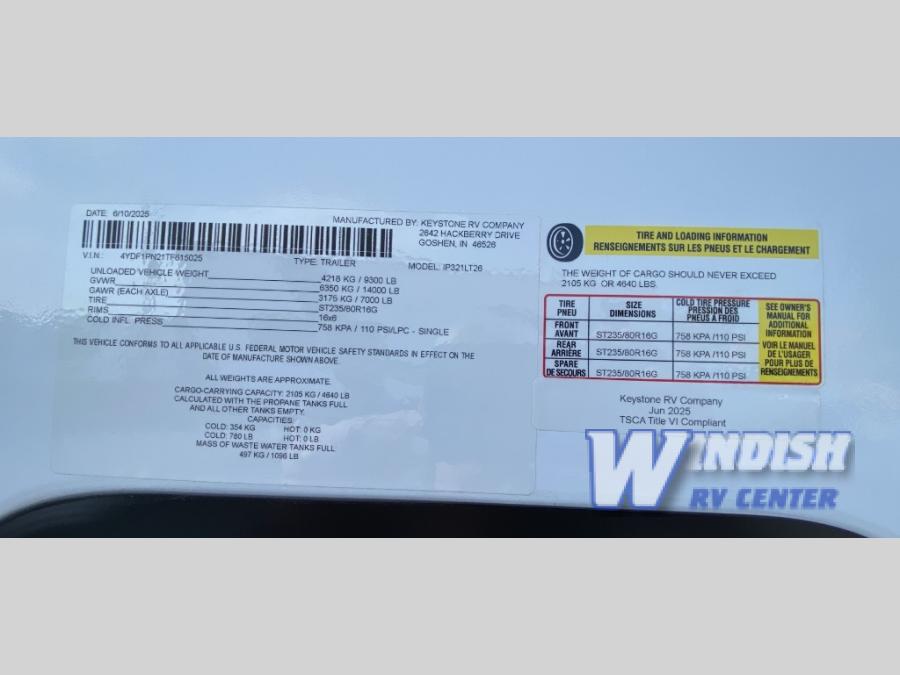 DATE: 6/10/2025
MANUFACTURED BY: KEYSTONE RV COMPANY
2642 HACKBERRY DRIVE
GOSHEN, IN 46526
V.I.N.: 4YDF1PN21TF815025
TYPE: TRAILER
MODEL: IP321LT26
UNLOADED VEHICLE WEIGHT 4218 KG / 9300 LB
GVWR 6350 KG / 14000 LB
GAWR (EACH AXLE) 3175 KG / 7000 LB
TIRE ST235/80R16G
RIMS 16x6
COLD INFL. PRESS 758 KPA / 110 PSI/LPC - SINGLE
THIS VEHICLE CONFORMS TO ALL APPLICABLE U.S. FEDERAL MOTOR VEHICLE SAFETY STANDARDS IN EFFECT ON THE
DATE OF MANUFACTURE SHOWN ABOVE.
ALL WEIGHTS ARE APPROXIMATE.
CARGO-CARRYING CAPACITY: 2105 KG / 4640 LB
CALCULATED WITH THE PROPANE TANKS FULL
AND ALL OTHER TANKS EMPTY.
CAPACITIES:
COLD: 354 KG HOT: 0 KG
COLD: 780 LB HOT: 0 LB
MASS OF WASTE WATER TANKS FULL
497 KG / 1096 LB
TIRE AND LOADING INFORMATION
RENSEIGNEMENTS SUR LES PNEUS ET LE CHARGEMENT
THE WEIGHT OF CARGO SHOULD NEVER EXCEED
2105 KG OR 4640 LBS.
TIRE
PNEU
SIZE
DIMENSIONS
COLD TIRE PRESSURE
PRESSION DES
PNEUS A FROID
SEE OWNER'S
MANUAL FOR
ADDITIONAL
INFORMATION
VOIR LE MANUEL
DE L'USAGER
POUR PLUS DE
RENSEIGNEMENTS
FRONT
AVANT
ST235/80R16G 758 KPA /110 PSI
REAR
ARRIÈRE
ST235/80R16G 758 KPA /110 PSI
SPARE
DE SECOURS
ST235/80R16G 758 KPA /110 PSI
Keystone RV Company
Jun 2025
TSCA Title VI Compliant
WINDISH
RV CENTER